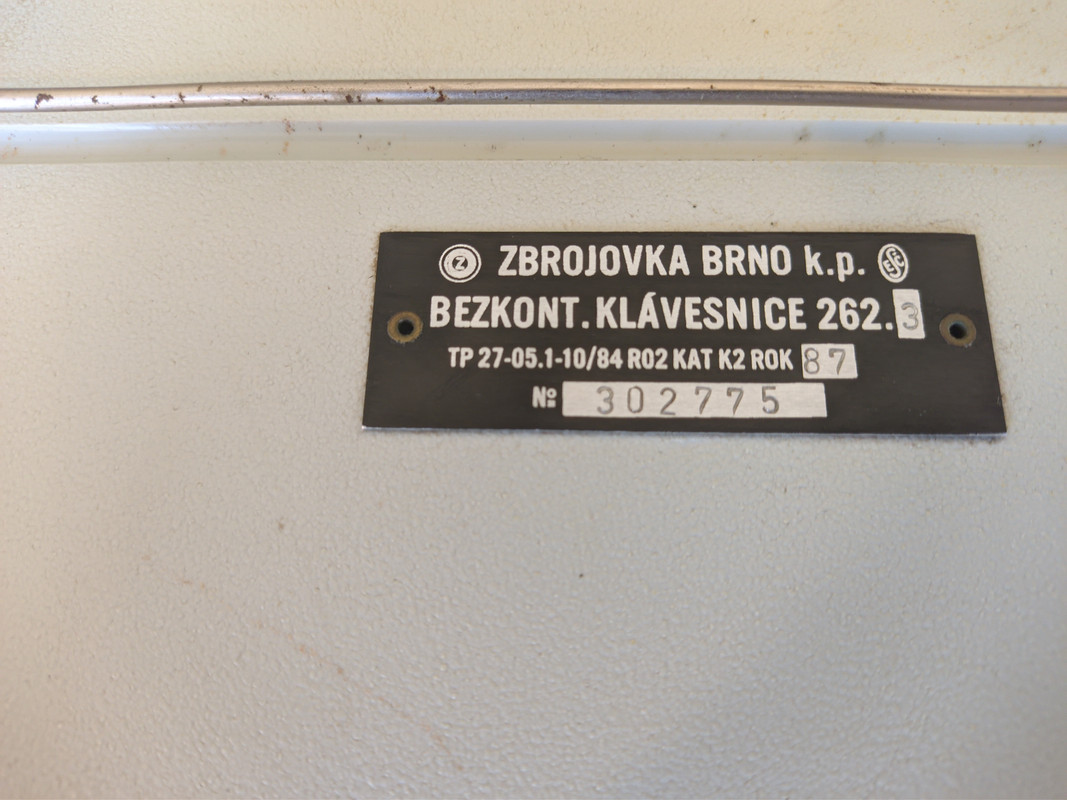 Z ZBROJOVKA BRNO k.p. ESČ
BEZKONT. KLÁVESNICE 262.3
TP 27-05.1-10/84 R02 KAT K2 ROK 87
№ 302775